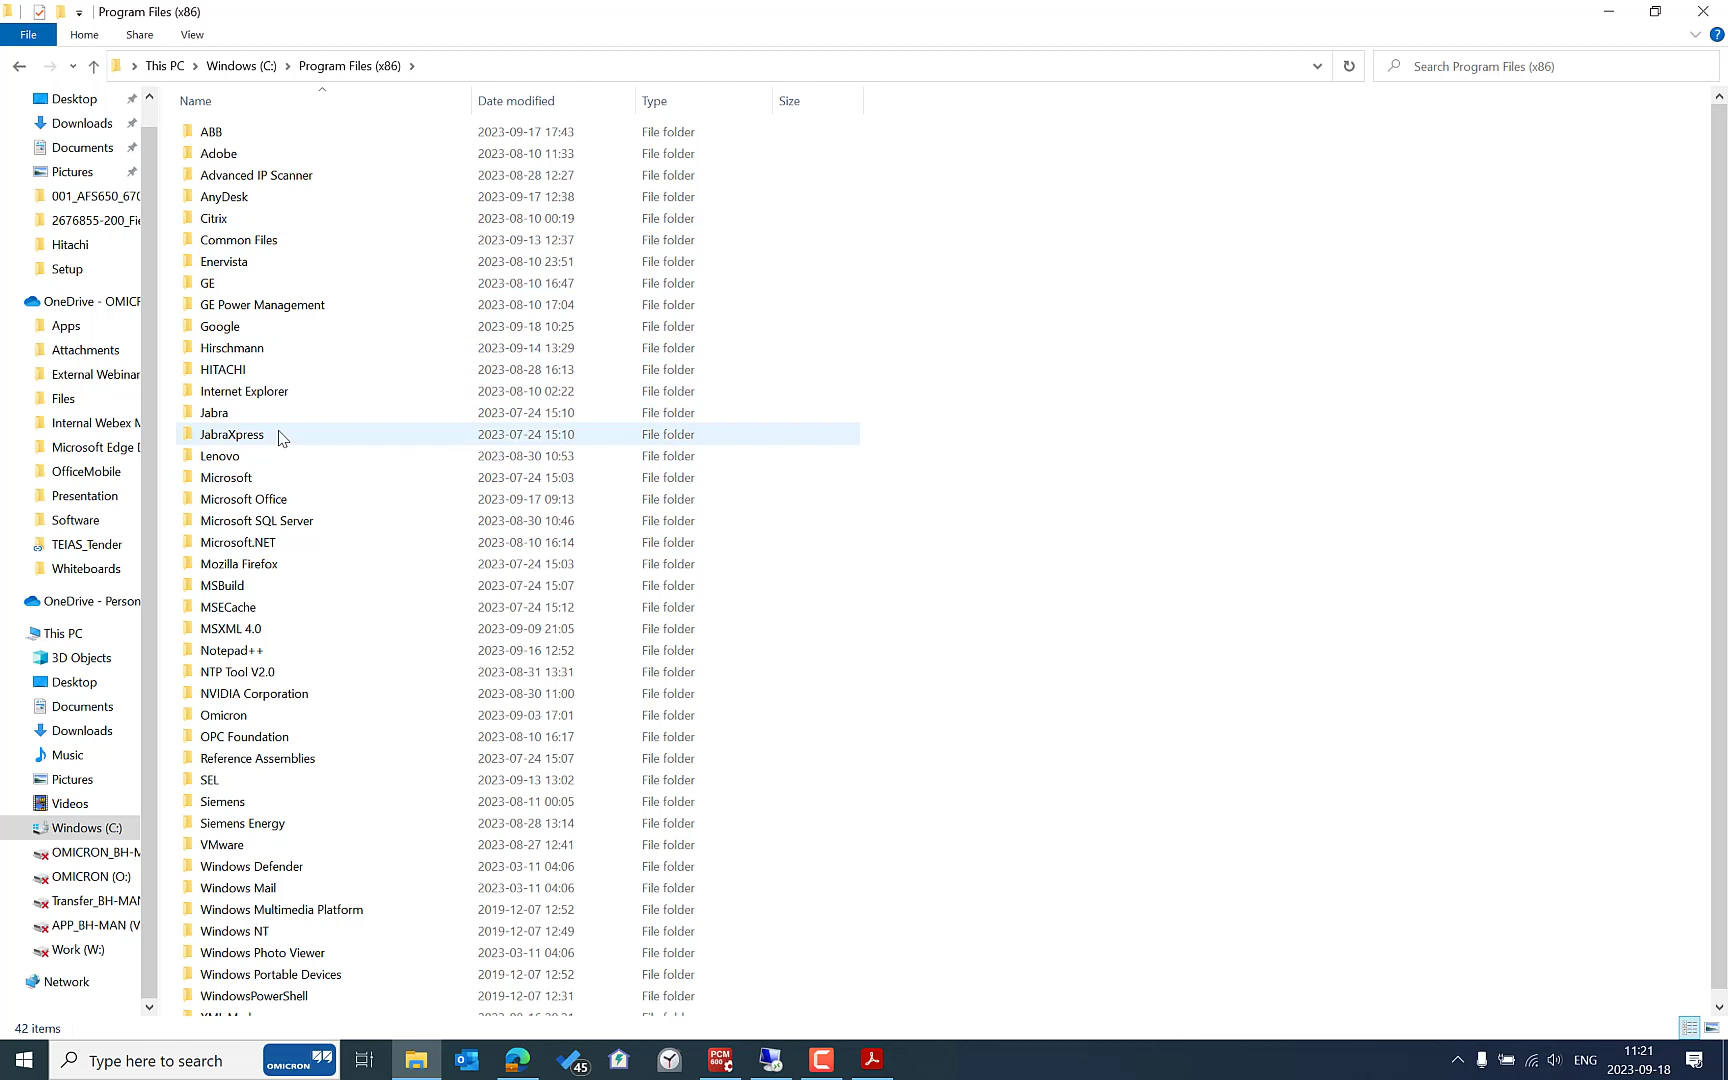 Program Files (x86)
File Home Share View
This PC Windows (C:) Program Files (x86)
Search Program Files (x86)
Name Date modified Type Size
Desktop
Downloads
Documents
Pictures
001_AFS650_670
2676855-200_Fie
Hitachi
Setup
OneDrive - OMICR
Apps
Attachments
External Webinar
Files
Internal Webex M
Microsoft Edge D
OfficeMobile
Presentation
Software
TEIAS_Tender
Whiteboards
OneDrive - Person
This PC
3D Objects
Desktop
Documents
Downloads
Music
Pictures
Videos
Windows (C:)
OMICRON_BH-M
OMICRON (O:)
Transfer_BH-MAN
APP_BH-MAN (V
Work (W:)
Network
ABB 2023-09-17 17:43 File folder
Adobe 2023-08-10 11:33 File folder
Advanced IP Scanner 2023-08-28 12:27 File folder
AnyDesk 2023-09-17 12:38 File folder
Citrix 2023-08-10 00:19 File folder
Common Files 2023-09-13 12:37 File folder
Enervista 2023-08-10 23:51 File folder
GE 2023-08-10 16:47 File folder
GE Power Management 2023-08-10 17:04 File folder
Google 2023-09-18 10:25 File folder
Hirschmann 2023-09-14 13:29 File folder
HITACHI 2023-08-28 16:13 File folder
Internet Explorer 2023-08-10 02:22 File folder
Jabra 2023-07-24 15:10 File folder
JabraXpress 2023-07-24 15:10 File folder
Lenovo 2023-08-30 10:53 File folder
Microsoft 2023-07-24 15:03 File folder
Microsoft Office 2023-09-17 09:13 File folder
Microsoft SQL Server 2023-08-30 10:46 File folder
Microsoft.NET 2023-08-10 16:14 File folder
Mozilla Firefox 2023-07-24 15:03 File folder
MSBuild 2023-07-24 15:07 File folder
MSECache 2023-07-24 15:12 File folder
MSXML 4.0 2023-09-09 21:05 File folder
Notepad++ 2023-09-16 12:52 File folder
NTP Tool V2.0 2023-08-31 13:31 File folder
NVIDIA Corporation 2023-08-30 11:00 File folder
Omicron 2023-09-03 17:01 File folder
OPC Foundation 2023-08-10 16:17 File folder
Reference Assemblies 2023-07-24 15:07 File folder
SEL 2023-09-13 13:02 File folder
Siemens 2023-08-11 00:05 File folder
Siemens Energy 2023-08-28 13:14 File folder
VMware 2023-08-27 12:41 File folder
Windows Defender 2023-03-11 04:06 File folder
Windows Mail 2023-03-11 04:06 File folder
Windows Multimedia Platform 2019-12-07 12:52 File folder
Windows NT 2019-12-07 12:49 File folder
Windows Photo Viewer 2023-03-11 04:06 File folder
Windows Portable Devices 2019-12-07 12:52 File folder
WindowsPowerShell 2019-12-07 12:31 File folder
42 items
Type here to search
OMICRON
45
PCM
600
ENG
11:21
2023-09-18